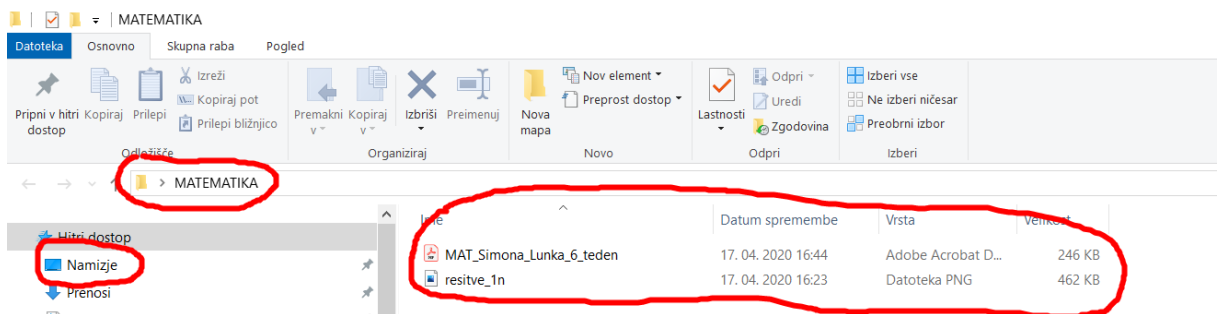 MATEMATIKA
Datoteka Osnovno Skupna raba Pogled
Pripni v hitri dostop
Kopiraj
Prilepi
Izreži
Kopiraj pot
Prilepi bližnjico
Odložišče
Premakni v
Kopiraj v
Izbriši
Preimenuj
Organiziraj
Nova mapa
Nov element
Preprost dostop
Novo
Lastnosti
Odpri
Uredi
Zgodovina
Odpri
Izberi vse
Ne izberi ničesar
Preobrni izbor
Izberi
> MATEMATIKA
Hitri dostop
Namizje
Prenosi
Ime Datum spremembe Vrsta Velikost
MAT_Simona_Lunka_6_teden 17. 04. 2020 16:44 Adobe Acrobat D... 246 KB
resitve_1n 17. 04. 2020 16:23 Datoteka PNG 462 KB